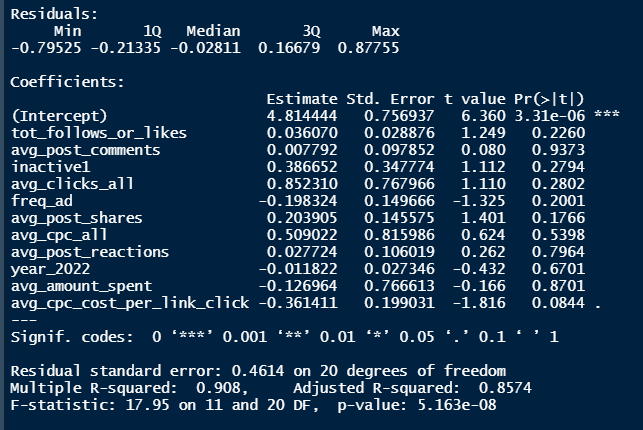 Residuals:
     Min       1Q   Median       3Q      Max
-0.79525 -0.21335 -0.02811  0.16679  0.87755

Coefficients:
                            Estimate Std. Error t value Pr(>|t|)
(Intercept)                 4.814444   0.756937   6.360 3.31e-06 ***
tot_follows_or_likes        0.036070   0.028876   1.249   0.2260
avg_post_comments           0.007792   0.097852   0.080   0.9373
inactive1                   0.386652   0.347774   1.112   0.2794
avg_clicks_all              0.852310   0.767966   1.110   0.2802
freq_ad                    -0.198324   0.149666  -1.325   0.2001
avg_post_shares             0.203905   0.145575   1.401   0.1766
avg_cpc_all                 0.509022   0.815986   0.624   0.5398
avg_post_reactions          0.027724   0.106019   0.262   0.7964
year_2022                  -0.011822   0.027346  -0.432   0.6701
avg_amount_spent           -0.126964   0.766613  -0.166   0.8701
avg_cpc_cost_per_link_click -0.361411   0.199031  -1.816   0.0844 .
---
Signif. codes:  0 ‘***’ 0.001 ‘**’ 0.01 ‘*’ 0.05 ‘.’ 0.1 ‘ ’ 1

Residual standard error: 0.4614 on 20 degrees of freedom
Multiple R-squared:  0.908,     Adjusted R-squared:  0.8574
F-statistic: 17.95 on 11 and 20 DF,  p-value: 5.163e-08